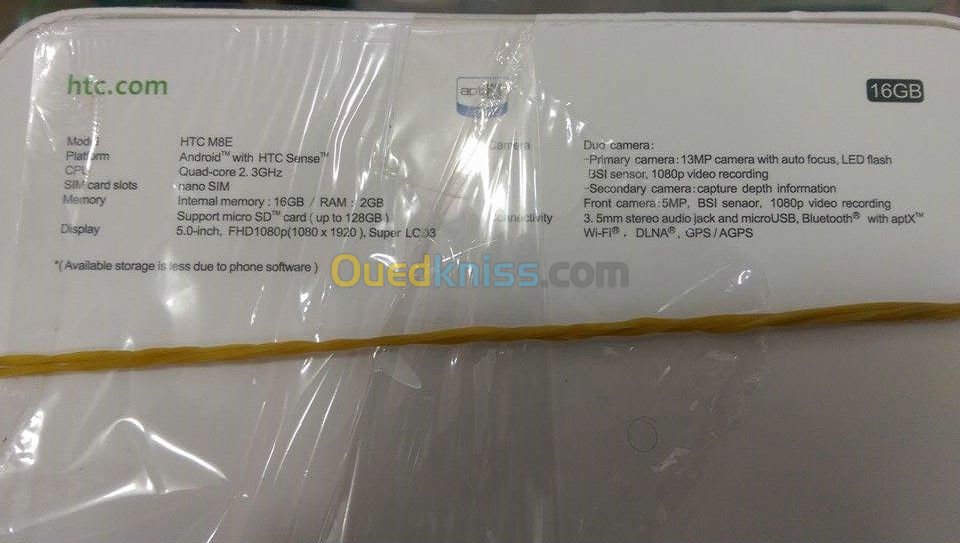 htc.com
aptX
16GB
Model HTC M8E
Platform Android™ with HTC Sense™
CPU Quad-core 2. 3GHz
SIM card slots nano SIM
Memory Internal memory : 16GB / RAM : 2GB
Support micro SD™ card ( up to 128GB )
Display 5.0-inch, FHD1080p(1080 x 1920 ), Super LCD3
*( Available storage is less due to phone software )
Camera Duo camera:
-Primary camera: 13MP camera with auto focus, LED flash
BSI sensor, 1080p video recording
-Secondary camera: capture depth information
Front camera: 5MP, BSI senaor, 1080p video recording
Connectivity 3. 5mm stereo audio jack and microUSB, Bluetooth® with aptX™
Wi-Fi®, DLNA®, GPS / AGPS
Ouedkniss.com